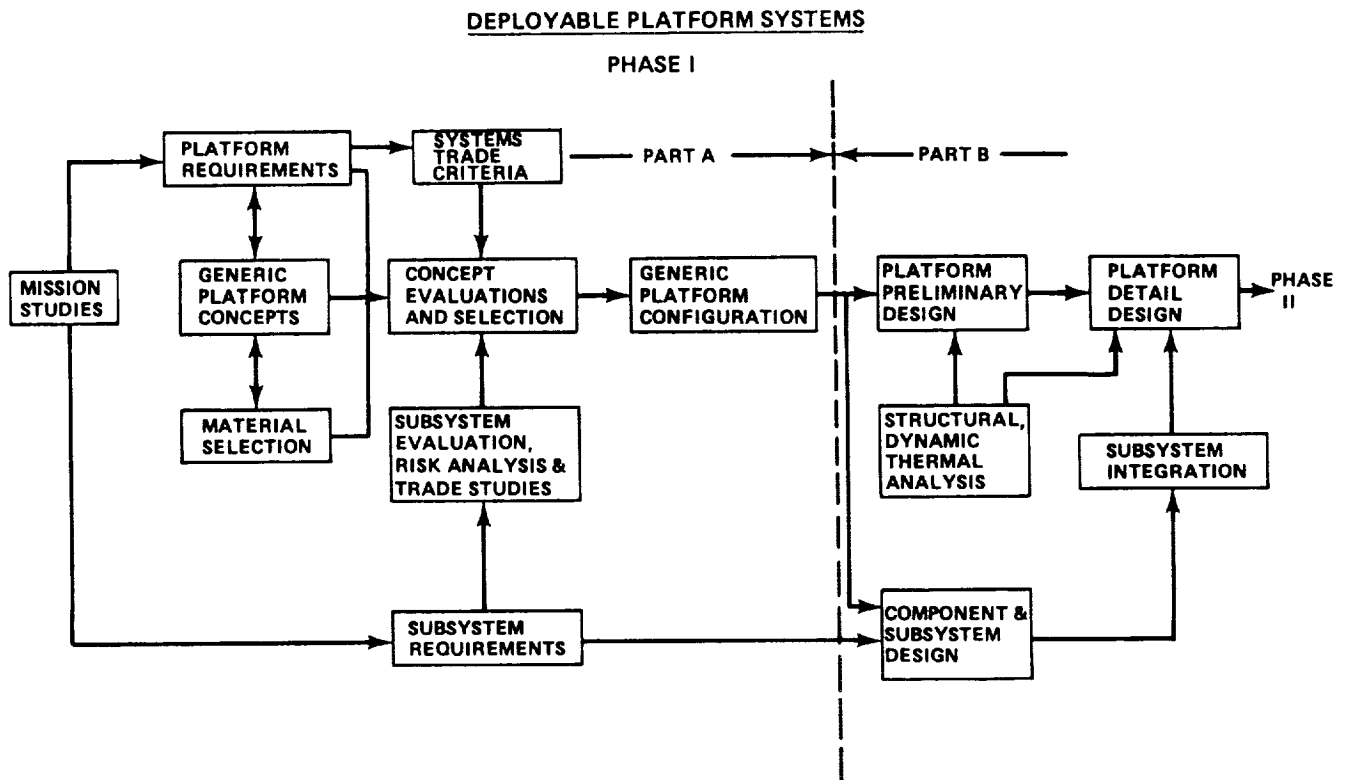 DEPLOYABLE PLATFORM SYSTEMS
PHASE I
PLATFORM
REQUIREMENTS
SYSTEMS
TRADE
CRITERIA
PART A
PART B
MISSION
STUDIES
GENERIC
PLATFORM
CONCEPTS
CONCEPT
EVALUATIONS
AND SELECTION
GENERIC
PLATFORM
CONFIGURATION
PLATFORM
PRELIMINARY
DESIGN
PLATFORM
DETAIL
DESIGN
PHASE
II
MATERIAL
SELECTION
SUBSYSTEM
EVALUATION,
RISK ANALYSIS &
TRADE STUDIES
STRUCTURAL,
DYNAMIC
THERMAL
ANALYSIS
SUBSYSTEM
INTEGRATION
SUBSYSTEM
REQUIREMENTS
COMPONENT &
SUBSYSTEM
DESIGN